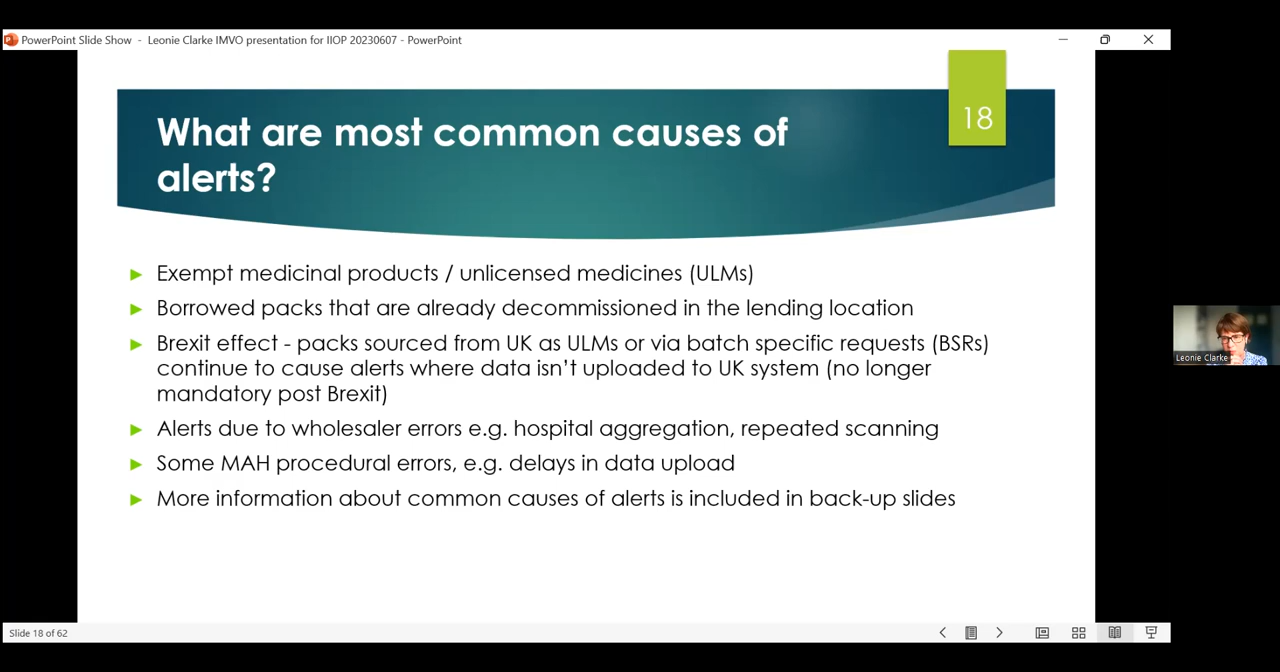 PowerPoint Slide Show - Leonie Clarke IMVO presentation for IIOP 20230607 - PowerPoint
18
What are most common causes of
alerts?
Exempt medicinal products / unlicensed medicines (ULMs)
Borrowed packs that are already decommissioned in the lending location
Brexit effect - packs sourced from UK as ULMs or via batch specific requests (BSRs)
continue to cause alerts where data isn't uploaded to UK system (no longer
mandatory post Brexit)
Alerts due to wholesaler errors e.g. hospital aggregation, repeated scanning
Some MAH procedural errors, e.g. delays in data upload
More information about common causes of alerts is included in back-up slides
Leonie Clarke
Slide 18 of 62